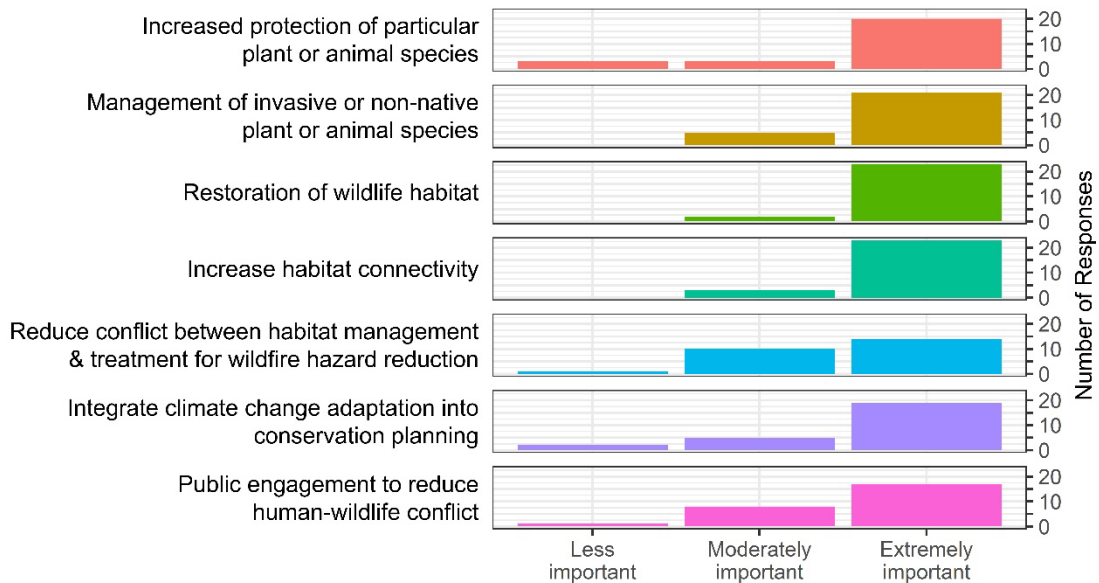 Increased protection of particular
plant or animal species
20
10
0
Management of invasive or non-native
plant or animal species
20
10
0
Restoration of wildlife habitat
20
10
0
Increase habitat connectivity
20
10
0
Reduce conflict between habitat management
& treatment for wildfire hazard reduction
20
10
0
Integrate climate change adaptation into
conservation planning
20
10
0
Public engagement to reduce
human-wildlife conflict
20
10
0
Number of Responses
Less
important
Moderately
important
Extremely
important